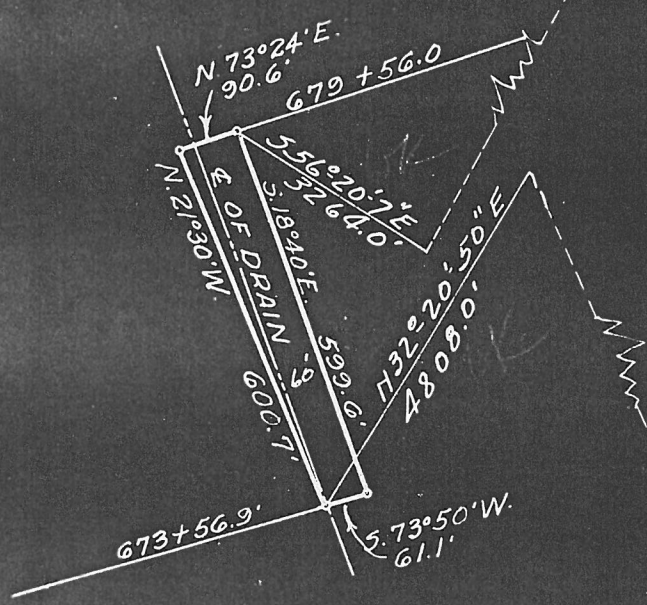 N. 73°24'E.
90.6'
679 +56.0
S.56°20'7"E
3264.0'
N. 21°30'W.
600.7'
℄ OF DRAIN
60'
S. 18°40'E.
599.6'
N32°20'50"E
4808.0'
673+56.9'
S. 73°50'W.
61.1'